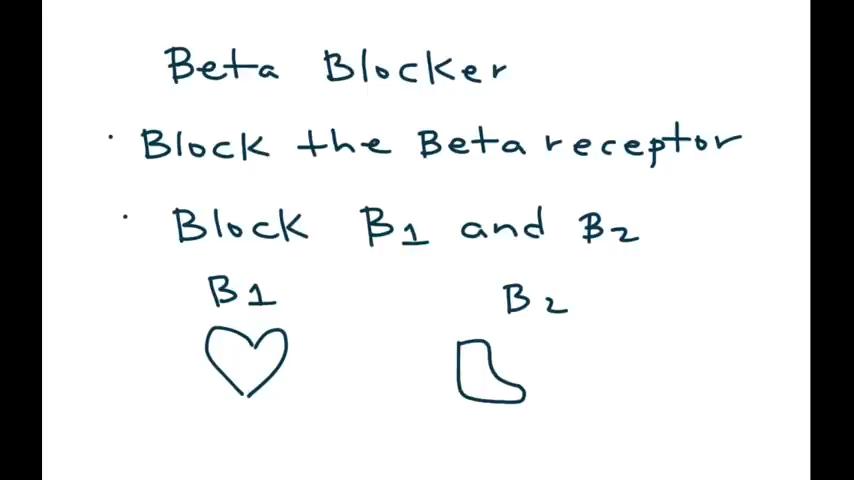 Beta Blocker
· Block the Beta receptor
· Block B1 and B2
B1 B2